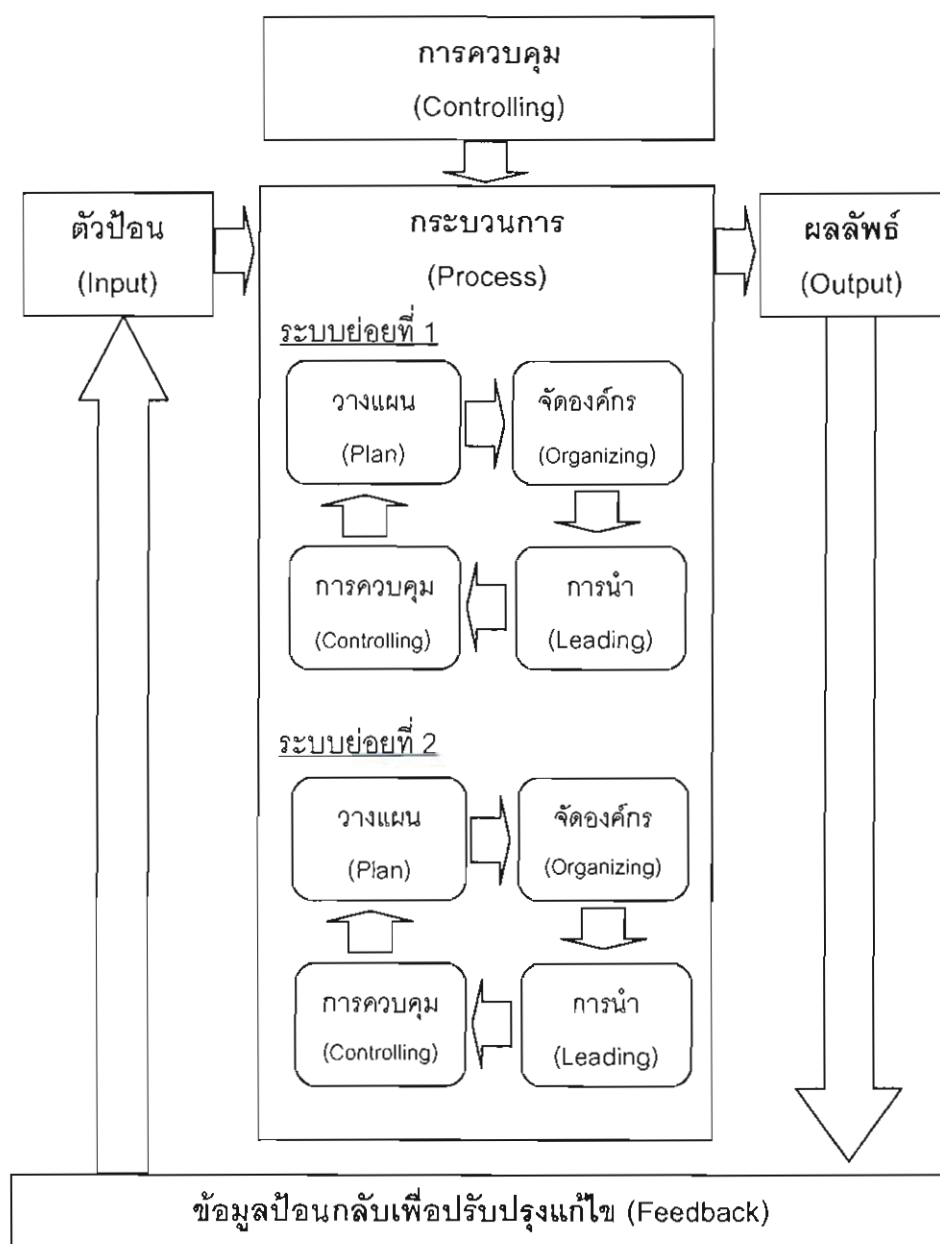 การควบคุม
(Controlling)
ตัวป้อน
(Input)
กระบวนการ
(Process)
ผลลัพธ์
(Output)
ระบบย่อยที่ 1
วางแผน
(Plan)
จัดองค์กร
(Organizing)
การควบคุม
(Controlling)
การนำ
(Leading)
ระบบย่อยที่ 2
วางแผน
(Plan)
จัดองค์กร
(Organizing)
การควบคุม
(Controlling)
การนำ
(Leading)
ข้อมูลป้อนกลับเพื่อปรับปรุงแก้ไข (Feedback)